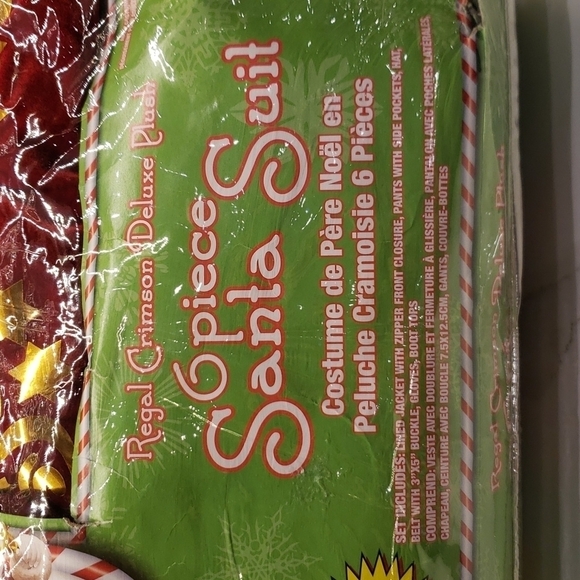 Regal Crimson Deluxe Plush
6 piece
Santa Suit
Costume de Père Noël en
Peluche Cramoisie 6 Pièces
SET INCLUDES: LINED JACKET WITH ZIPPER FRONT CLOSURE, PANTS WITH SIDE POCKETS, HAT,
BELT WITH 3"X5" BUCKLE, GLOVES, BOOT TOPS
COMPREND: VESTE AVEC DOUBLURE ET FERMETURE À GLISSIÈRE, PANTALON AVEC POCHES LATÉRALES,
CHAPEAU, CEINTURE AVEC BOUCLE 7.5X12.5CM, GANTS, COUVRE-BOTTES
Regal Deluxe Plush